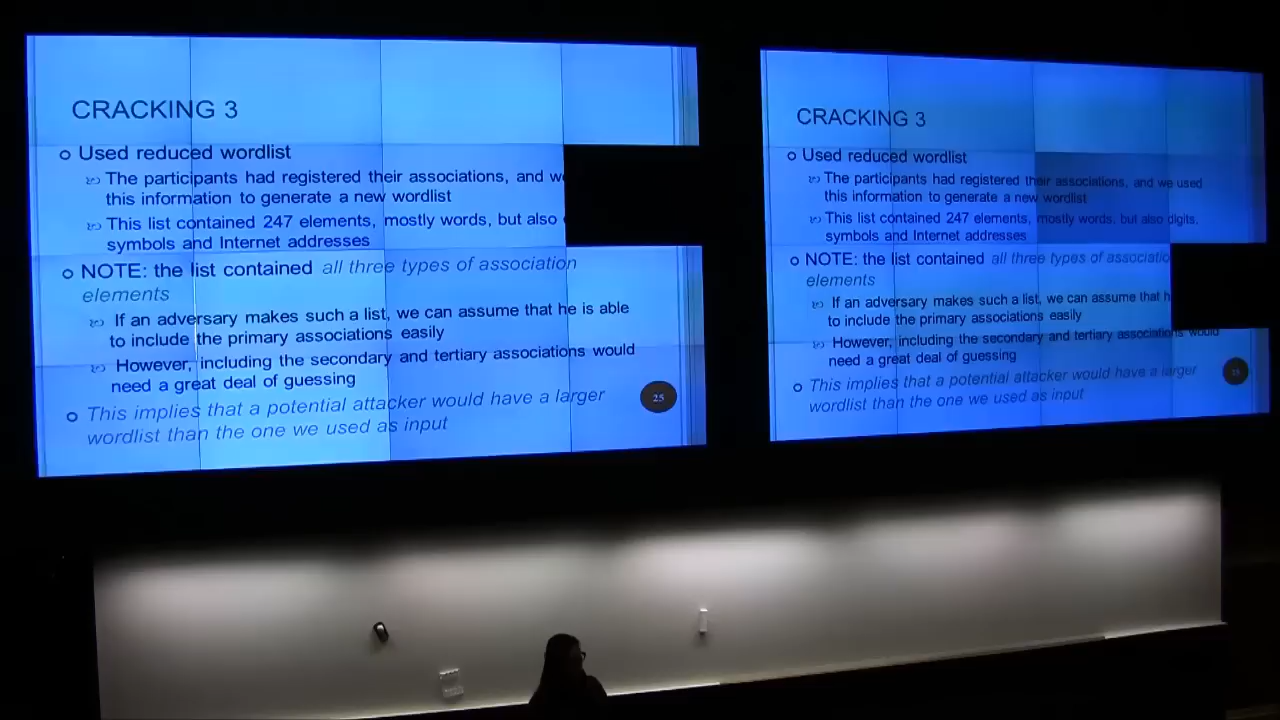 CRACKING 3
Used reduced wordlist
The participants had registered their associations, and we
this information to generate a new wordlist
This list contained 247 elements, mostly words, but also
symbols and Internet addresses
NOTE: the list contained all three types of association
elements
If an adversary makes such a list, we can assume that he is able
to include the primary associations easily
However, including the secondary and tertiary associations would
need a great deal of guessing
This implies that a potential attacker would have a larger
wordlist than the one we used as input
25
CRACKING 3
Used reduced wordlist
The participants had registered their associations, and we used
this information to generate a new wordlist
This list contained 247 elements, mostly words, but also digits,
symbols and Internet addresses
NOTE: the list contained all three types of associatio
elements
If an adversary makes such a list, we can assume that h
to include the primary associations easily
However, including the secondary and tertiary associations would
need a great deal of guessing
This implies that a potential attacker would have a larger
wordlist than the one we used as input
25